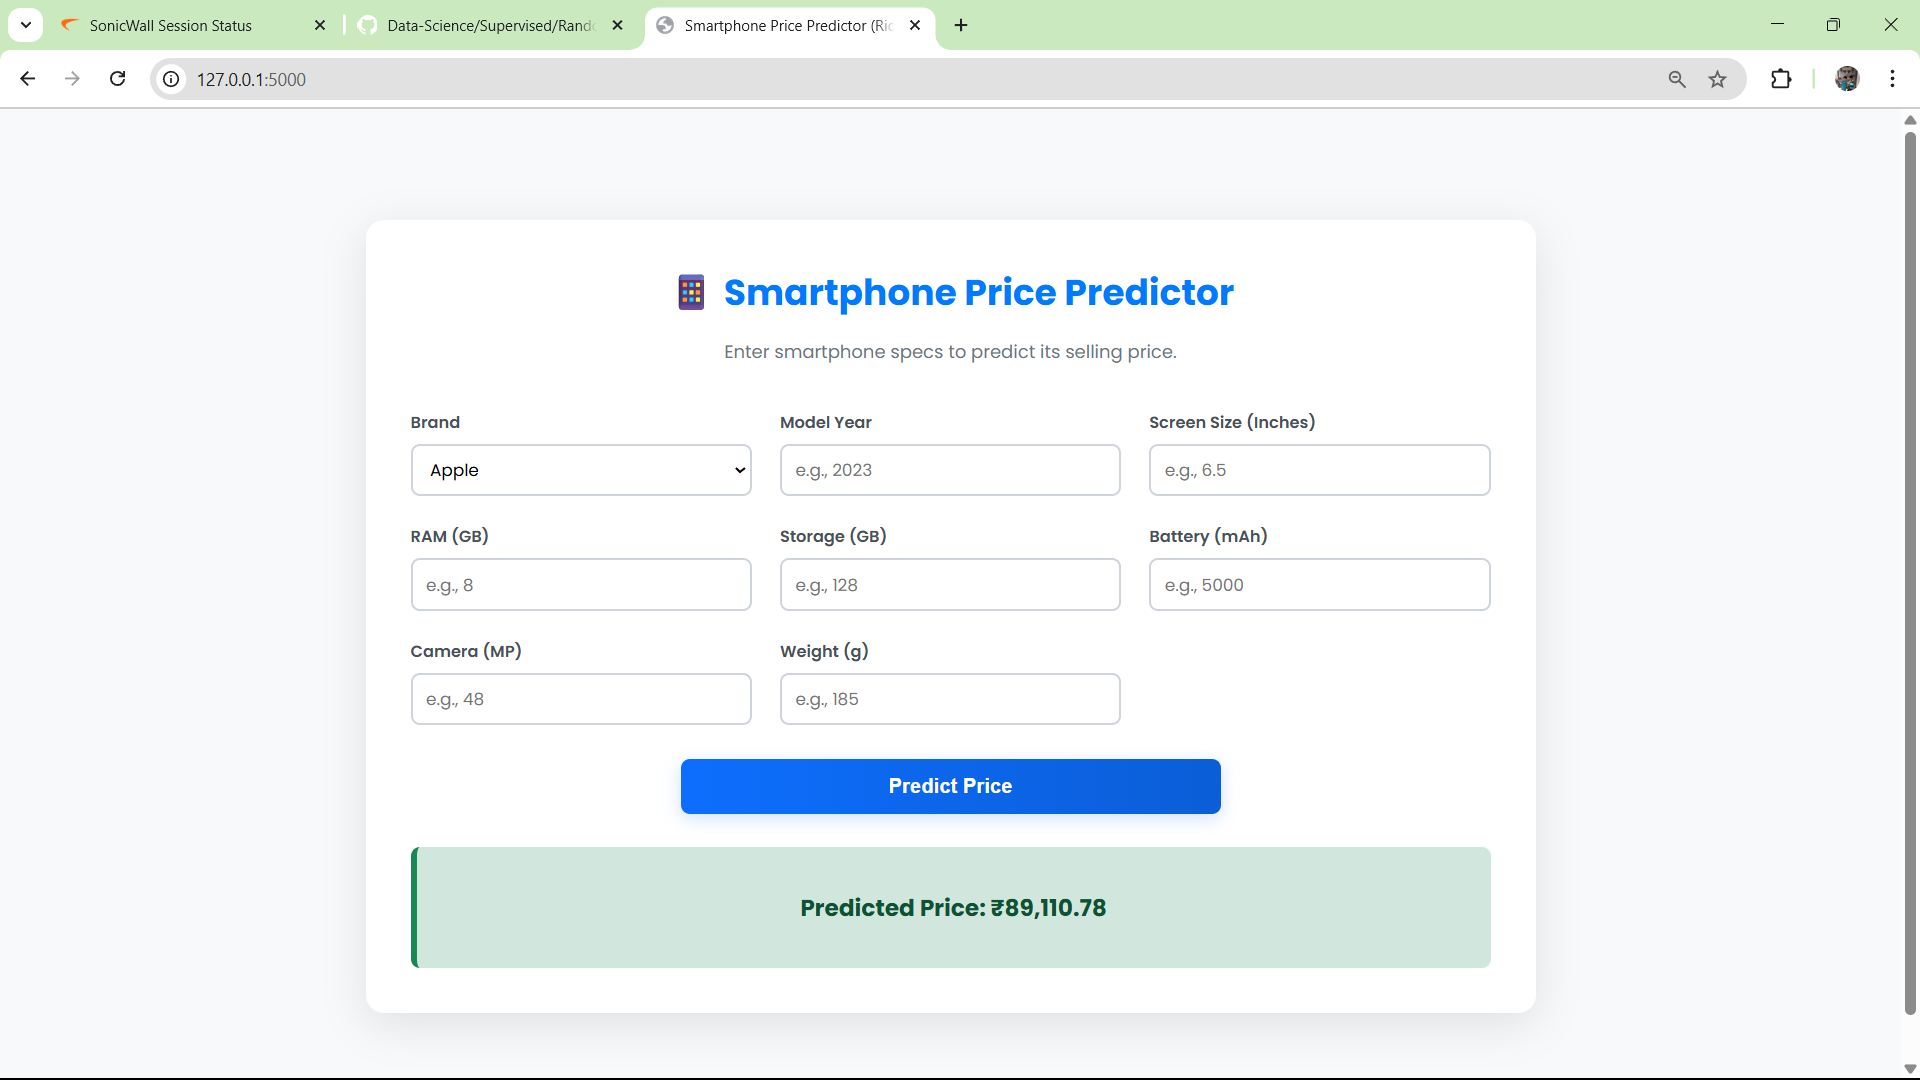 SonicWall Session Status
Data-Science/Supervised/Rando
Smartphone Price Predictor (Ric
127.0.0.1:5000
Smartphone Price Predictor
Enter smartphone specs to predict its selling price.
Brand
Model Year
Screen Size (Inches)
Apple
e.g., 2023
e.g., 6.5
RAM (GB)
Storage (GB)
Battery (mAh)
e.g., 8
e.g., 128
e.g., 5000
Camera (MP)
Weight (g)
e.g., 48
e.g., 185
Predict Price
Predicted Price: ₹89,110.78